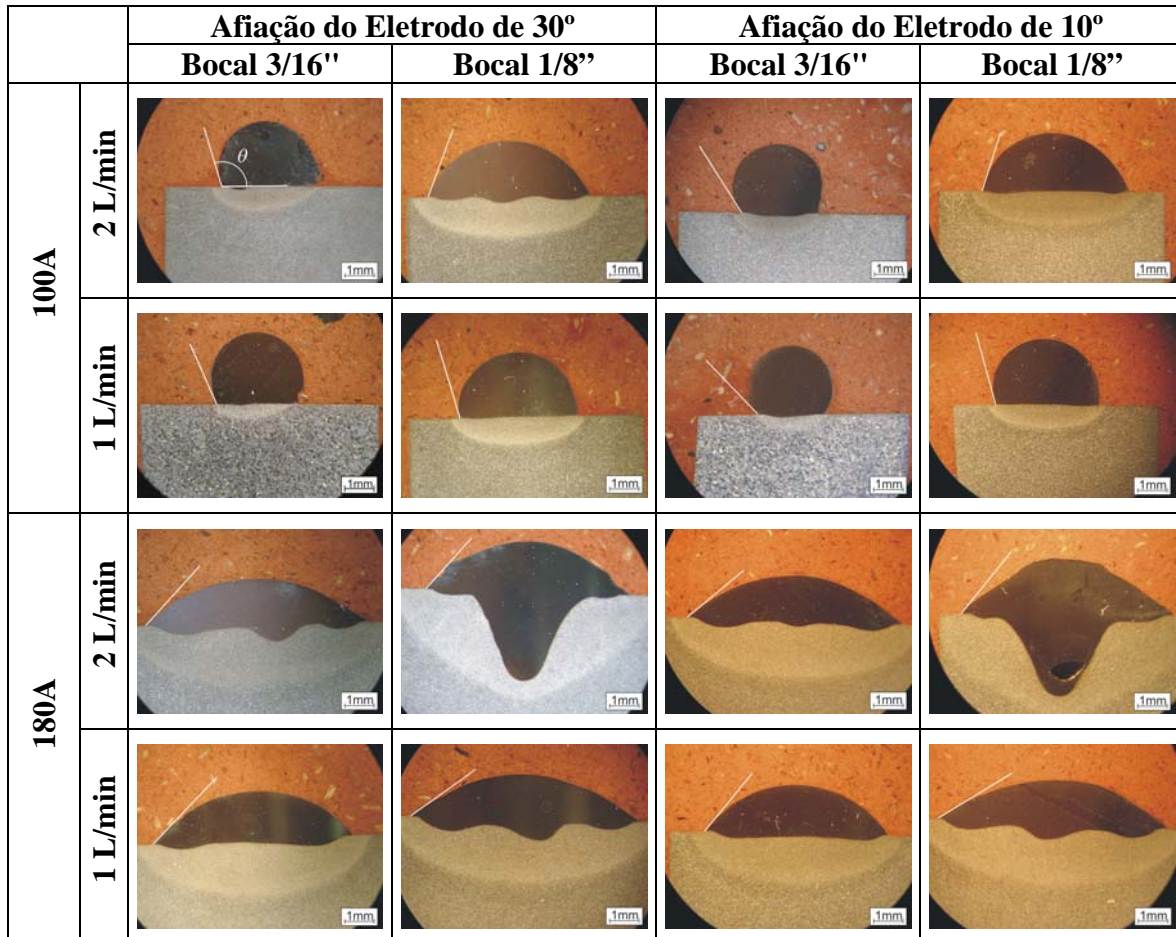 Afiação do Eletrodo de 30º Afiação do Eletrodo de 10º
Bocal 3/16" Bocal 1/8” Bocal 3/16" Bocal 1/8”
100A
2 L/min
θ
1mm 1mm 1mm 1mm
1 L/min
1mm 1mm 1mm 1mm
180A
2 L/min
1mm 1mm 1mm 1mm
1 L/min
1mm 1mm 1mm 1mm